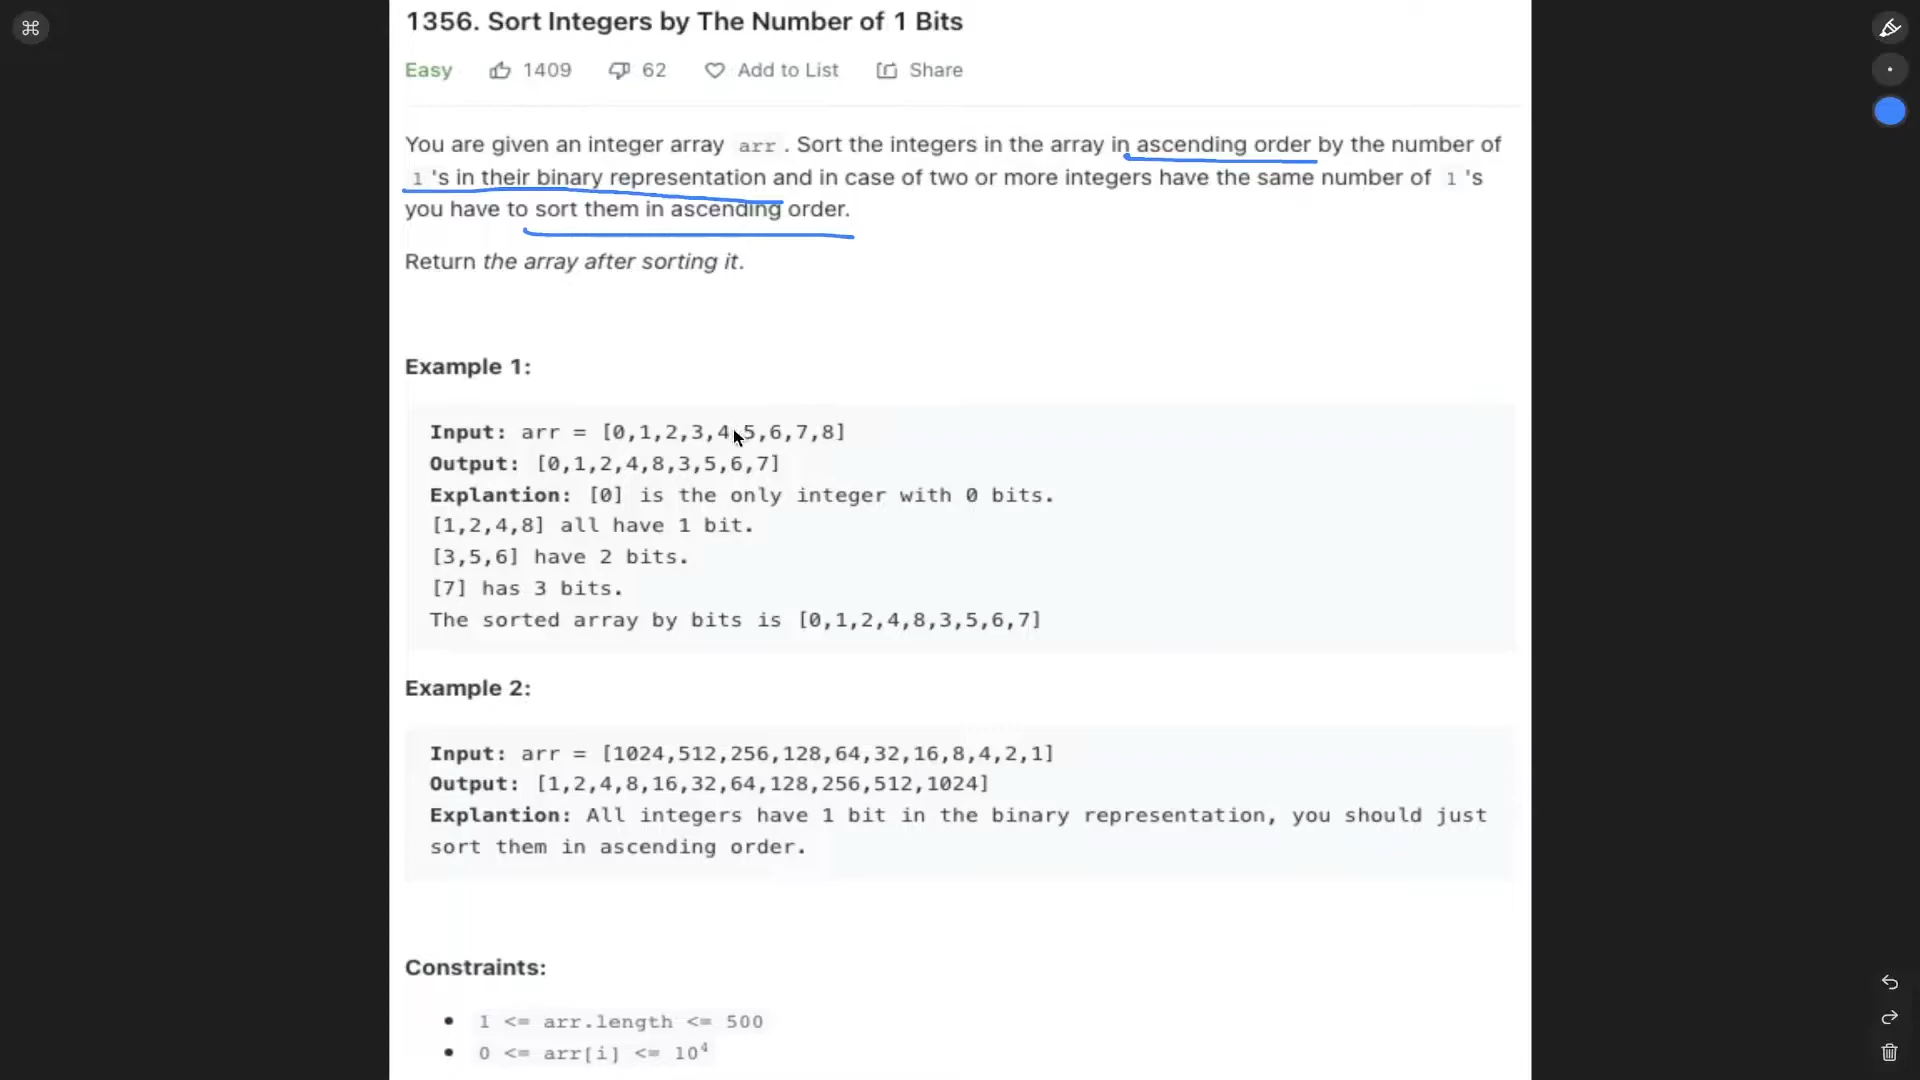 1356. Sort Integers by The Number of 1 Bits
Easy 1409 62 Add to List Share
You are given an integer array arr . Sort the integers in the array in ascending order by the number of
1 's in their binary representation and in case of two or more integers have the same number of 1 's
you have to sort them in ascending order.
Return the array after sorting it.
Example 1:
Input: arr = [0,1,2,3,4,5,6,7,8]
Output: [0,1,2,4,8,3,5,6,7]
Explantion: [0] is the only integer with 0 bits.
[1,2,4,8] all have 1 bit.
[3,5,6] have 2 bits.
[7] has 3 bits.
The sorted array by bits is [0,1,2,4,8,3,5,6,7]
Example 2:
Input: arr = [1024,512,256,128,64,32,16,8,4,2,1]
Output: [1,2,4,8,16,32,64,128,256,512,1024]
Explantion: All integers have 1 bit in the binary representation, you should just
sort them in ascending order.
Constraints:
• 1 <= arr.length <= 500
• 0 <= arr[i] <= 10⁴